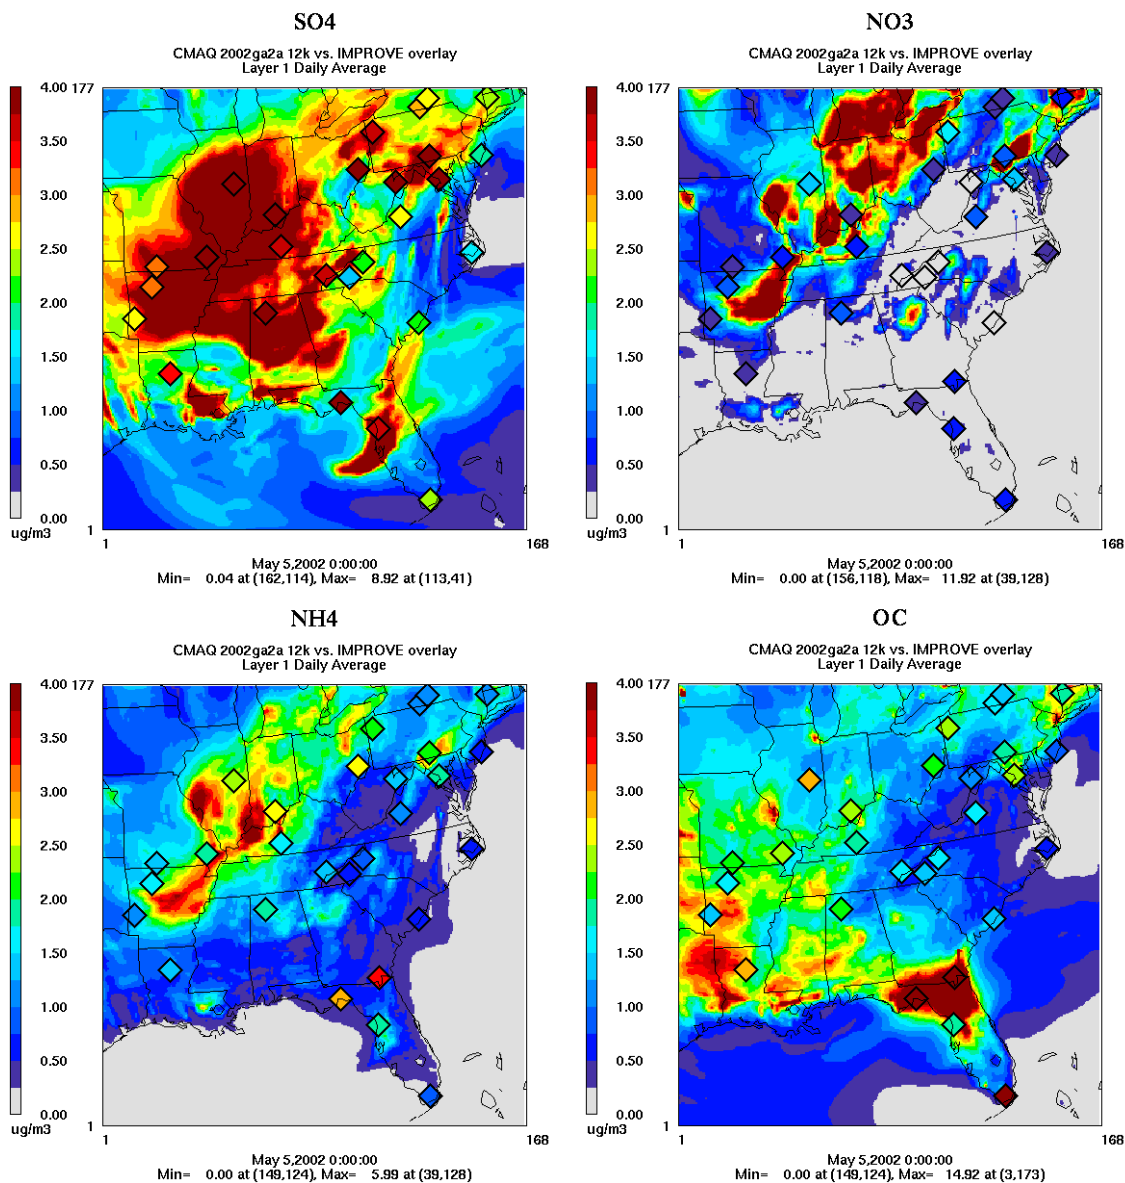 SO4
CMAQ 2002ga2a 12k vs. IMPROVE overlay
Layer 1 Daily Average
4.00 177
3.50
3.00
2.50
2.00
1.50
1.00
0.50
0.00
ug/m3
1
1 168
May 5,2002 0:00:00
Min= 0.04 at (162,114), Max= 8.92 at (113,41)
NO3
CMAQ 2002ga2a 12k vs. IMPROVE overlay
Layer 1 Daily Average
4.00 177
3.50
3.00
2.50
2.00
1.50
1.00
0.50
0.00
ug/m3
1
1 168
May 5,2002 0:00:00
Min= 0.00 at (156,118), Max= 11.92 at (39,128)
NH4
CMAQ 2002ga2a 12k vs. IMPROVE overlay
Layer 1 Daily Average
4.00 177
3.50
3.00
2.50
2.00
1.50
1.00
0.50
0.00
ug/m3
1
1 168
May 5,2002 0:00:00
Min= 0.00 at (149,124), Max= 5.99 at (39,128)
OC
CMAQ 2002ga2a 12k vs. IMPROVE overlay
Layer 1 Daily Average
4.00 177
3.50
3.00
2.50
2.00
1.50
1.00
0.50
0.00
ug/m3
1
1 168
May 5,2002 0:00:00
Min= 0.00 at (149,124), Max= 14.92 at (3,173)